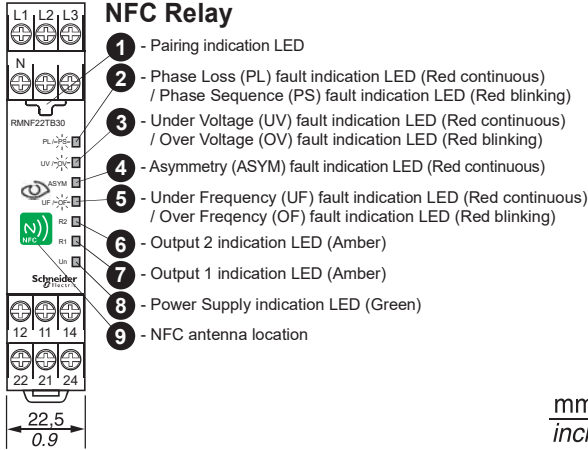 NFC Relay
L1 L2 L3
N
RMNF22TB30
PL /-PS-
UV /-OV-
ASYM
UF /-OF-
R2
R1
Un
NFC
Schneider
Electric
12 11 14
22 21 24
22,5
0.9
1 - Pairing indication LED
2 - Phase Loss (PL) fault indication LED (Red continuous)
/ Phase Sequence (PS) fault indication LED (Red blinking)
3 - Under Voltage (UV) fault indication LED (Red continuous)
/ Over Voltage (OV) fault indication LED (Red blinking)
4 - Asymmetry (ASYM) fault indication LED (Red continuous)
5 - Under Frequency (UF) fault indication LED (Red continuous)
/ Over Freqency (OF) fault indication LED (Red blinking)
6 - Output 2 indication LED (Amber)
7 - Output 1 indication LED (Amber)
8 - Power Supply indication LED (Green)
9 - NFC antenna location